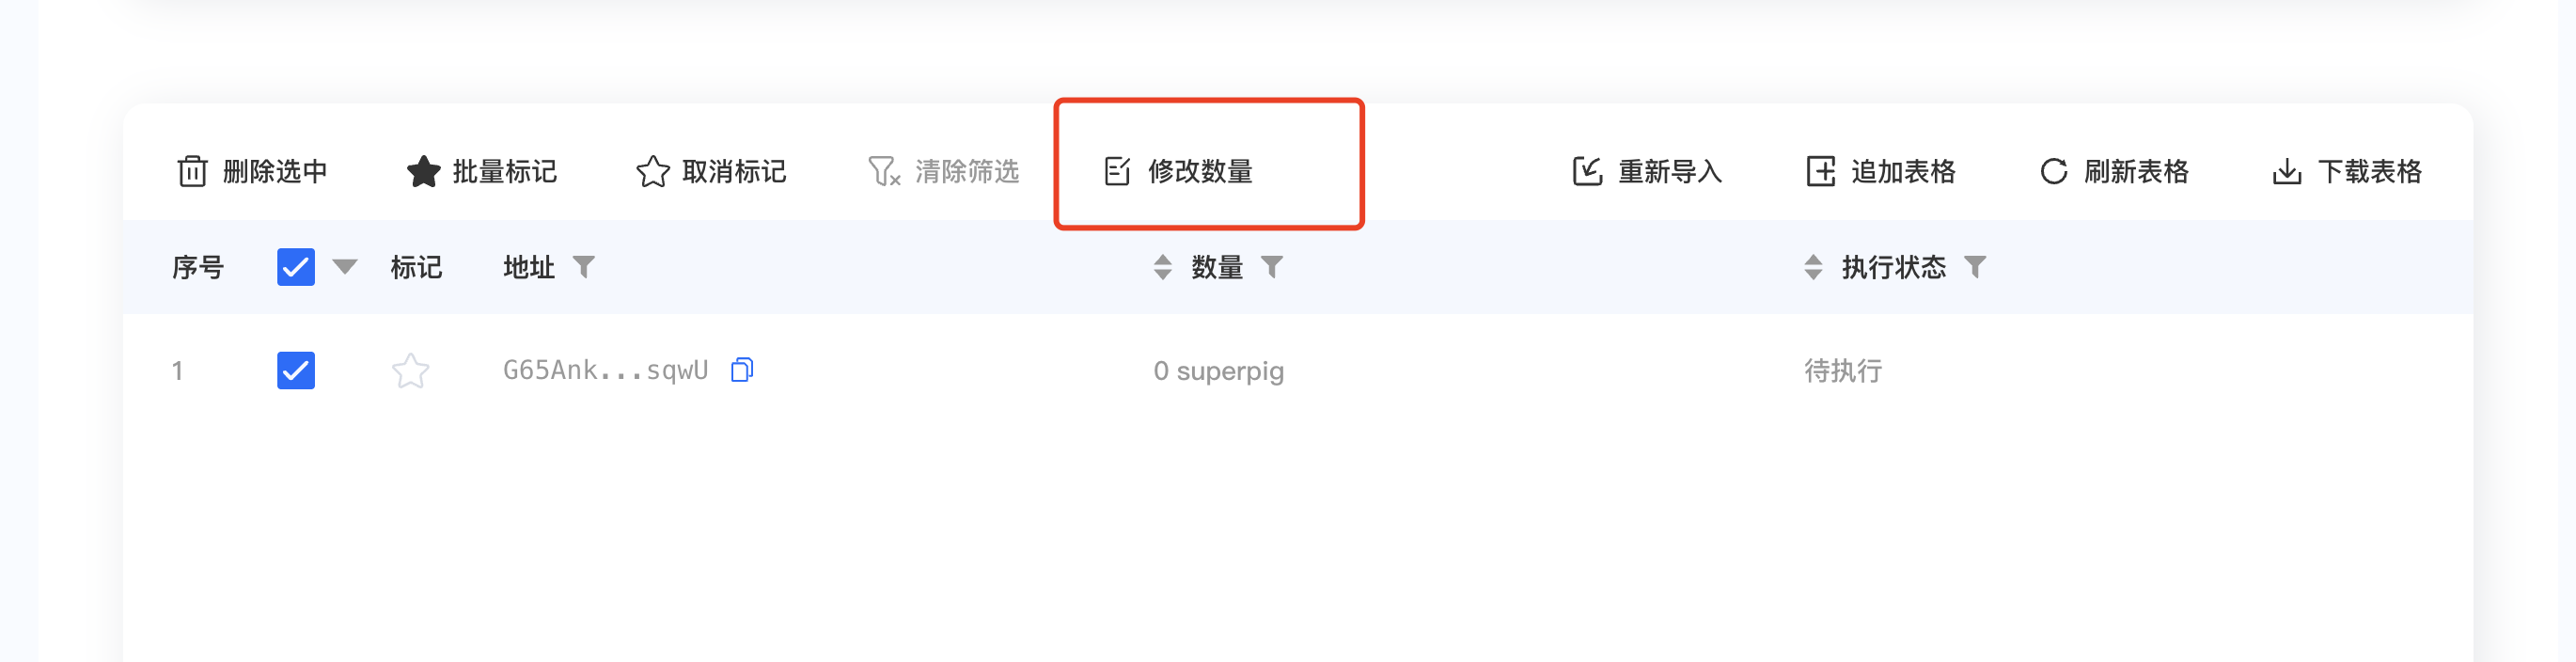 删除选中 批量标记 取消标记 清除筛选 修改数量 重新导入 追加表格 刷新表格 下载表格
序号 标记 地址 数量 执行状态
1 G65Ank...sqwU 0 superpig 待执行